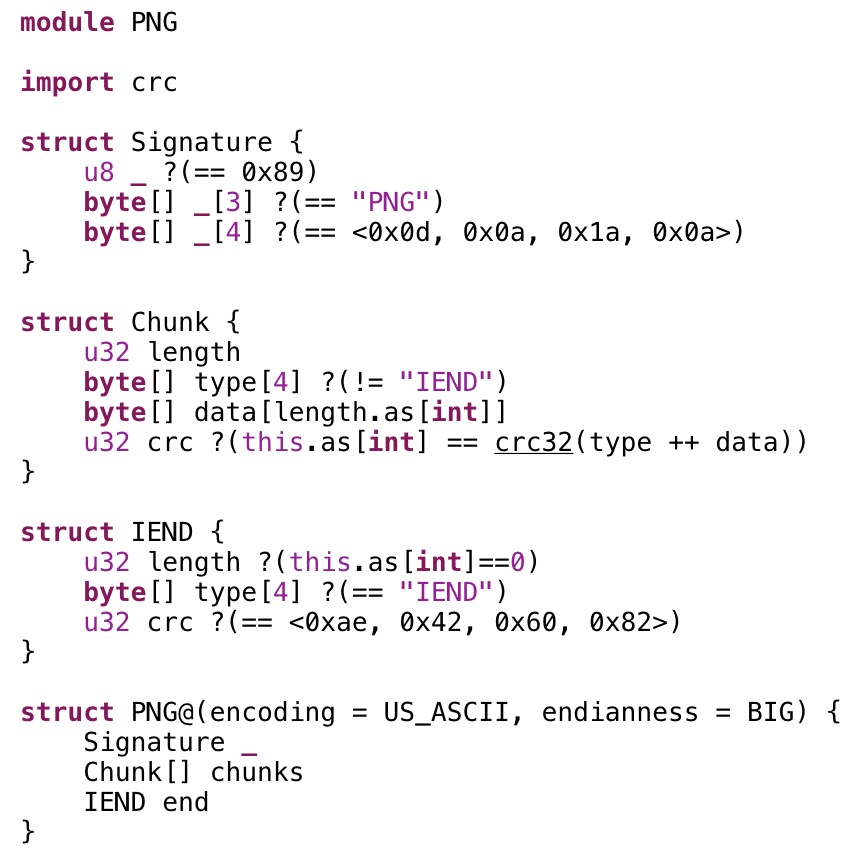 module PNG
import crc
struct Signature {
u8 _ ?(== 0x89)
byte[] _[3] ?(== "PNG")
byte[] _[4] ?(== <0x0d, 0x0a, 0x1a, 0x0a>)
}
struct Chunk {
u32 length
byte[] type[4] ?(!= "IEND")
byte[] data[length.as[int]]
u32 crc ?(this.as[int] == crc32(type ++ data))
}
struct IEND {
u32 length ?(this.as[int]==0)
byte[] type[4] ?(== "IEND")
u32 crc ?(== <0xae, 0x42, 0x60, 0x82>)
}
struct PNG@(encoding = US_ASCII, endianness = BIG) {
Signature _
Chunk[] chunks
IEND end
}